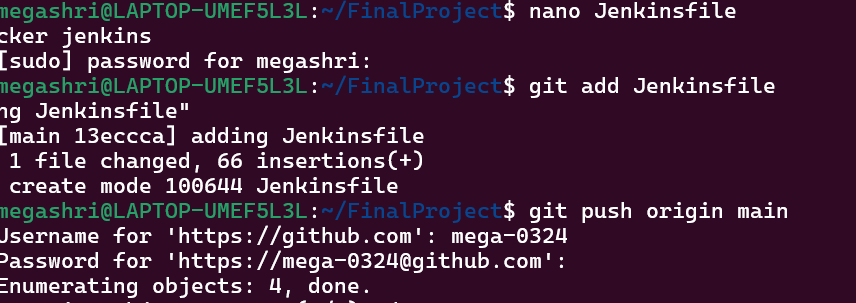 megashri@LAPTOP-UMEF5L3L:~/FinalProject$ nano Jenkinsfile
cker jenkins
[sudo] password for megashri:
megashri@LAPTOP-UMEF5L3L:~/FinalProject$ git add Jenkinsfile
ng Jenkinsfile"
[main 13eccca] adding Jenkinsfile
 1 file changed, 66 insertions(+)
 create mode 100644 Jenkinsfile
megashri@LAPTOP-UMEF5L3L:~/FinalProject$ git push origin main
Username for 'https://github.com': mega-0324
Password for 'https://mega-0324@github.com':
Enumerating objects: 4, done.